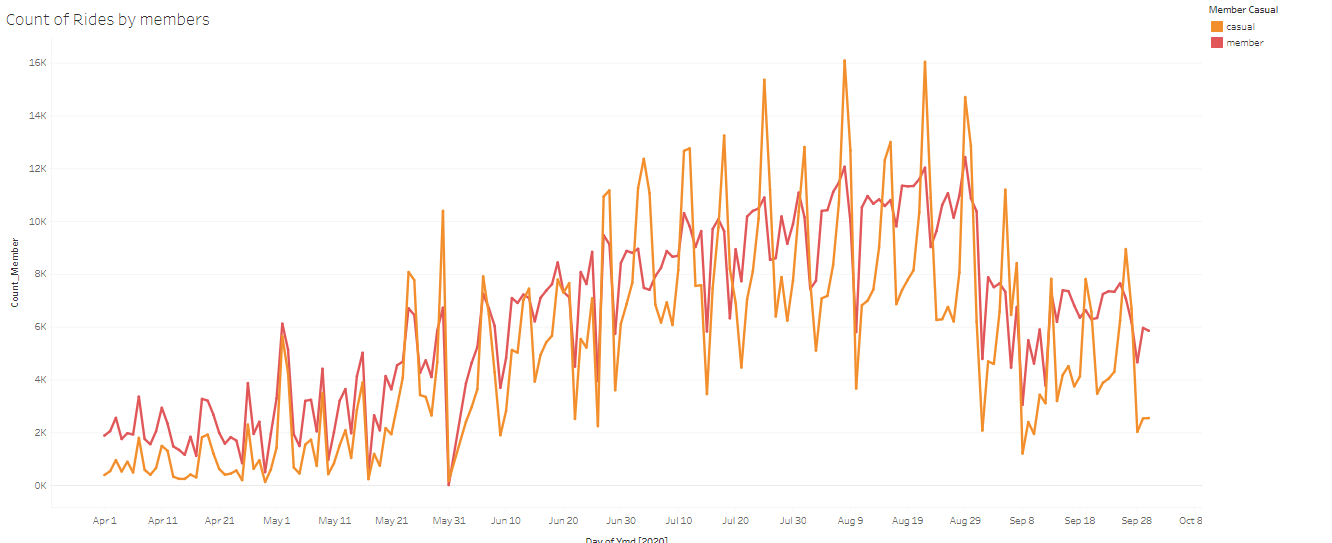 Count of Rides by members
Member Casual
casual
member
16K
14K
12K
10K
8K
6K
4K
2K
0K
Count_Member
Apr 1 Apr 11 Apr 21 May 1 May 11 May 21 May 31 Jun 10 Jun 20 Jun 30 Jul 10 Jul 20 Jul 30 Aug 9 Aug 19 Aug 29 Sep 8 Sep 18 Sep 28 Oct 8
Day of Ymd [2020]